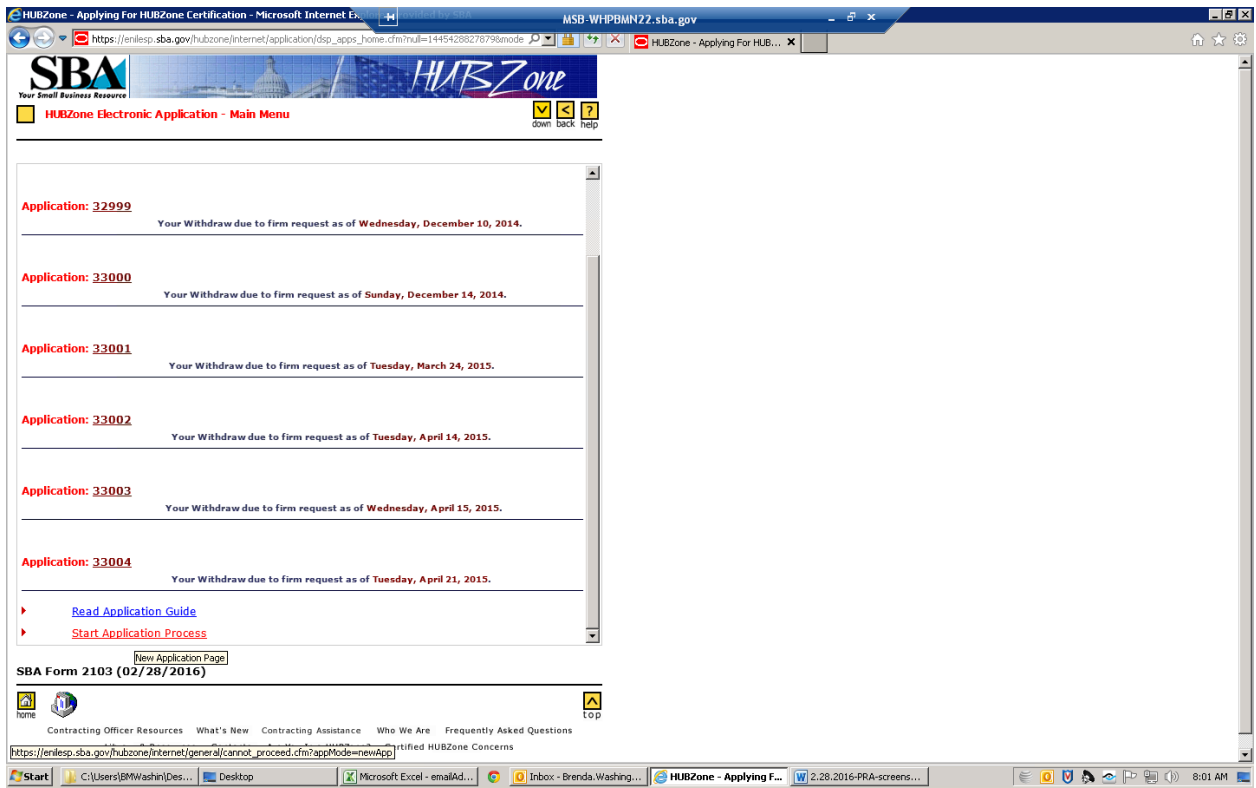 HUBZone - Applying For HUBZone Certification - Microsoft Internet Ex
provided by SBA
MSB-WHPBMN22.sba.gov
https://enilesp.sba.gov/hubzone/internet/application/dsp_apps_home.cfm?null=1445428827879&mode
HUBZone - Applying For HUB...
SBA
Your Small Business Resource
HUBZone
HUBZone Electronic Application - Main Menu
down back help
Application: 32999
Your Withdraw due to firm request as of Wednesday, December 10, 2014.
Application: 33000
Your Withdraw due to firm request as of Sunday, December 14, 2014.
Application: 33001
Your Withdraw due to firm request as of Tuesday, March 24, 2015.
Application: 33002
Your Withdraw due to firm request as of Tuesday, April 14, 2015.
Application: 33003
Your Withdraw due to firm request as of Wednesday, April 15, 2015.
Application: 33004
Your Withdraw due to firm request as of Tuesday, April 21, 2015.
Read Application Guide
Start Application Process
New Application Page
SBA Form 2103 (02/28/2016)
home
top
Contracting Officer Resources What's New Contracting Assistance Who We Are Frequently Asked Questions
Certified HUBZone Concerns
https://enilesp.sba.gov/hubzone/internet/general/cannot_proceed.cfm?appMode=newApp
Start C:\Users\BMWashin\Des... Desktop Microsoft Excel - emailAd... Inbox - Brenda.Washing... HUBZone - Applying F... 2.28.2016-PRA-screens... 8:01 AM